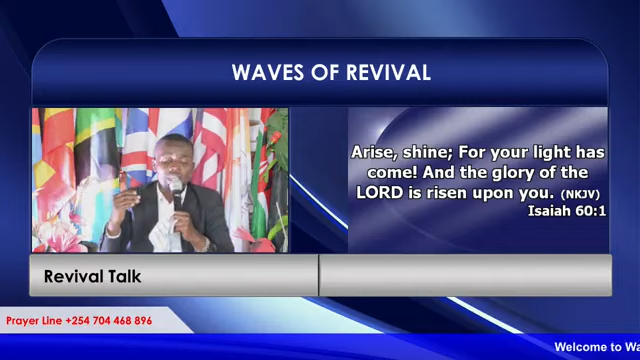 WAVES OF REVIVAL
Arise, shine; For your light has
come! And the glory of the
LORD is risen upon you. (NKJV)
Isaiah 60:1
Revival Talk
Prayer Line +254 704 468 896
Welcome to